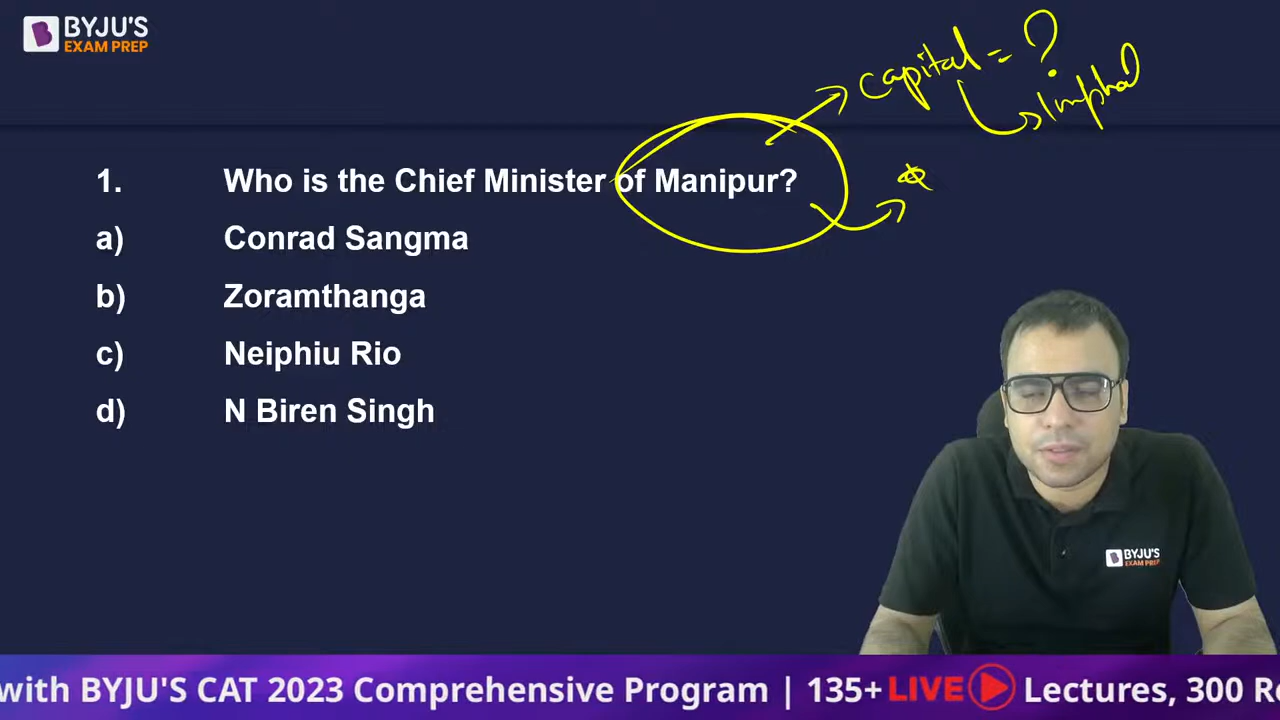 BYJU'S
EXAM PREP
capital = ?
Imphal
1. Who is the Chief Minister of Manipur?
a) Conrad Sangma
b) Zoramthanga
c) Neiphiu Rio
d) N Biren Singh
BYJU'S
EXAM PREP
with BYJU'S CAT 2023 Comprehensive Program | 135+ LIVE Lectures, 300 Re